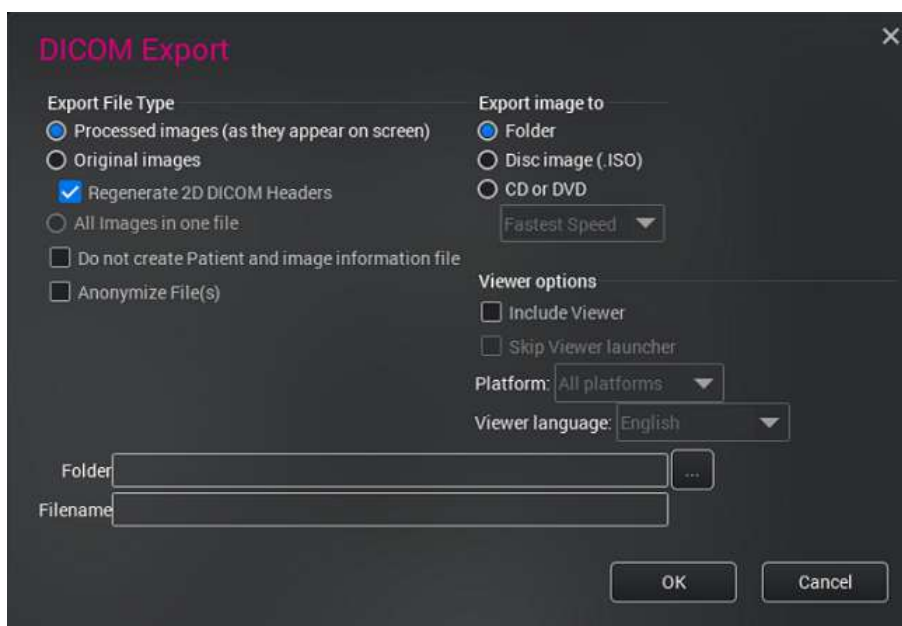 DICOM Export
Export File Type
Processed images (as they appear on screen)
Original images
Regenerate 2D DICOM Headers
All Images in one file
Do not create Patient and image information file
Anonymize File(s)
Export image to
Folder
Disc image (.ISO)
CD or DVD
Fastest Speed
Viewer options
Include Viewer
Skip Viewer launcher
Platform: All platforms
Viewer language: English
Folder ...
Filename
OK Cancel